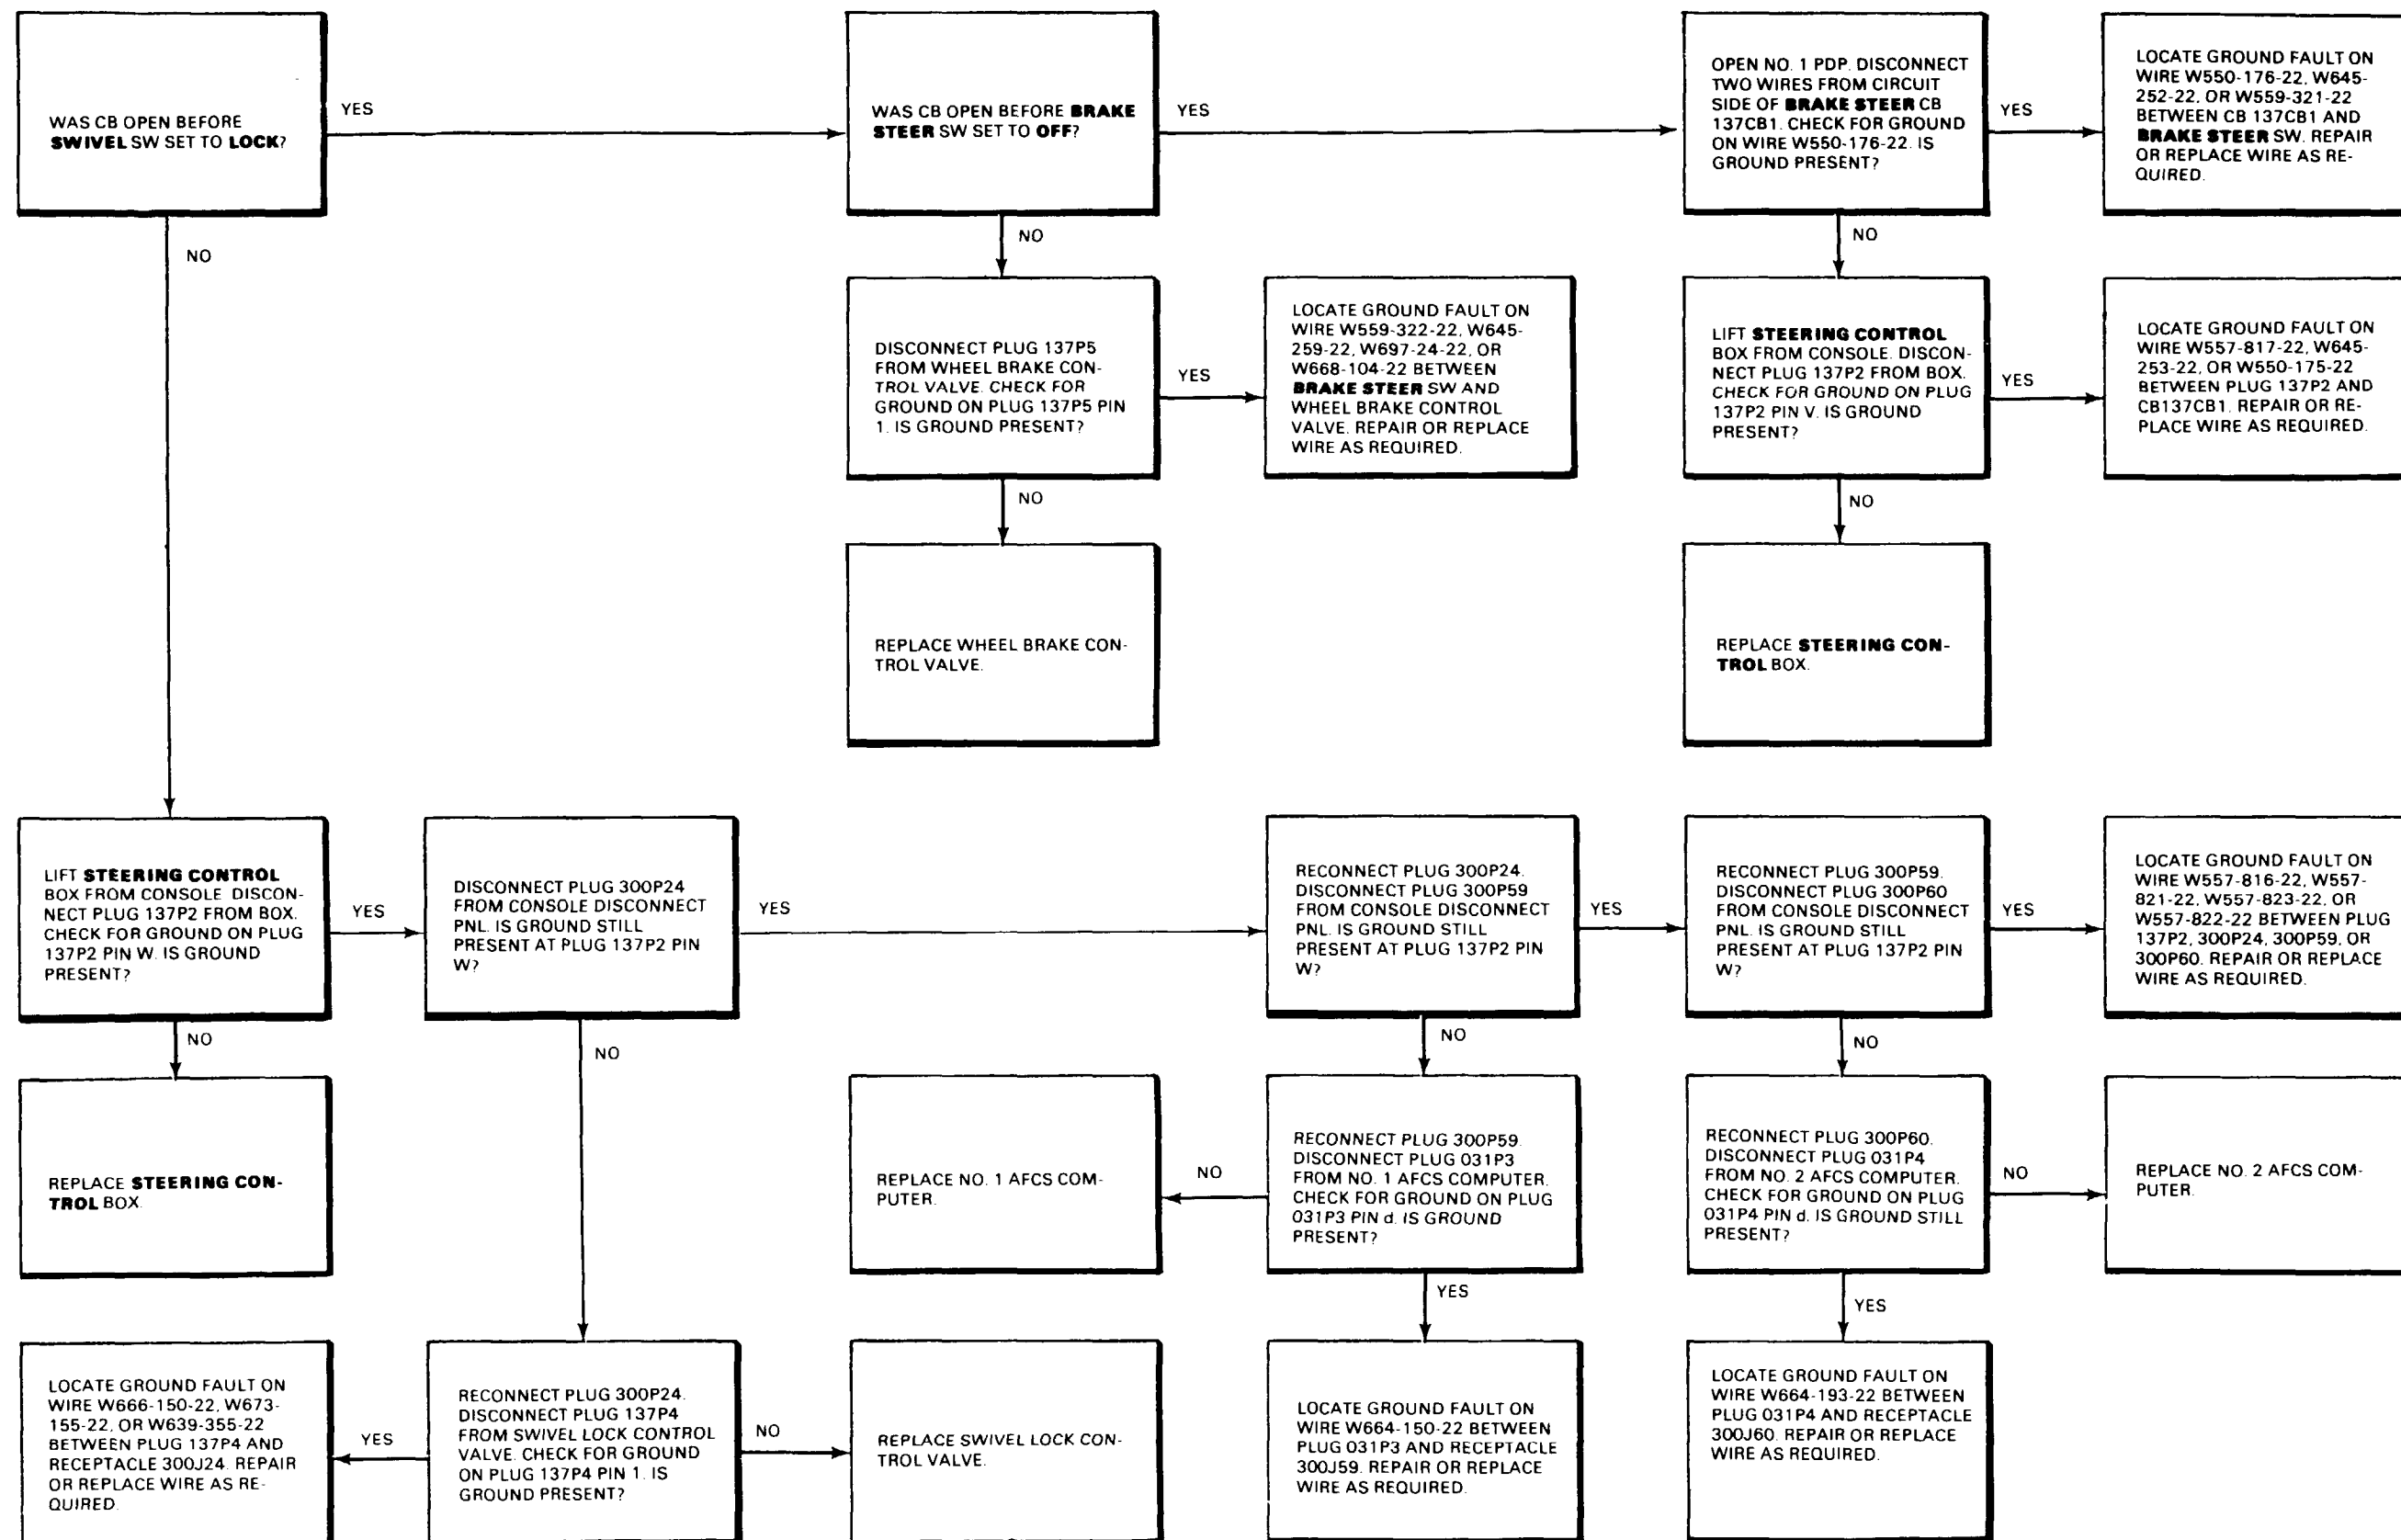 WAS CB OPEN BEFORE
SWIVEL SW SET TO LOCK?
YES
NO
WAS CB OPEN BEFORE BRAKE
STEER SW SET TO OFF?
YES
NO
OPEN NO. 1 PDP. DISCONNECT
TWO WIRES FROM CIRCUIT
SIDE OF BRAKE STEER CB
137CB1. CHECK FOR GROUND
ON WIRE W550-176-22. IS
GROUND PRESENT?
YES
NO
LOCATE GROUND FAULT ON
WIRE W550-176-22, W645-
252-22, OR W559-321-22
BETWEEN CB 137CB1 AND
BRAKE STEER SW. REPAIR
OR REPLACE WIRE AS RE-
QUIRED.
DISCONNECT PLUG 137P5
FROM WHEEL BRAKE CON-
TROL VALVE. CHECK FOR
GROUND ON PLUG 137P5 PIN
1. IS GROUND PRESENT?
YES
NO
LOCATE GROUND FAULT ON
WIRE W559-322-22, W645-
259-22, W697-24-22, OR
W668-104-22 BETWEEN
BRAKE STEER SW AND
WHEEL BRAKE CONTROL
VALVE. REPAIR OR REPLACE
WIRE AS REQUIRED.
LIFT STEERING CONTROL
BOX FROM CONSOLE. DISCON-
NECT PLUG 137P2 FROM BOX.
CHECK FOR GROUND ON PLUG
137P2 PIN V. IS GROUND
PRESENT?
YES
NO
LOCATE GROUND FAULT ON
WIRE W557-817-22, W645-
253-22, OR W550-175-22
BETWEEN PLUG 137P2 AND
CB137CB1. REPAIR OR RE-
PLACE WIRE AS REQUIRED.
REPLACE WHEEL BRAKE CON-
TROL VALVE.
REPLACE STEERING CON-
TROL BOX.
LIFT STEERING CONTROL
BOX FROM CONSOLE DISCON-
NECT PLUG 137P2 FROM BOX.
CHECK FOR GROUND ON PLUG
137P2 PIN W. IS GROUND
PRESENT?
YES
NO
DISCONNECT PLUG 300P24
FROM CONSOLE DISCONNECT
PNL. IS GROUND STILL
PRESENT AT PLUG 137P2 PIN
W?
YES
NO
RECONNECT PLUG 300P24.
DISCONNECT PLUG 300P59
FROM CONSOLE DISCONNECT
PNL. IS GROUND STILL
PRESENT AT PLUG 137P2 PIN
W?
YES
NO
RECONNECT PLUG 300P59.
DISCONNECT PLUG 300P60
FROM CONSOLE DISCONNECT
PNL. IS GROUND STILL
PRESENT AT PLUG 137P2 PIN
W?
YES
NO
LOCATE GROUND FAULT ON
WIRE W557-816-22, W557-
821-22, W557-823-22, OR
W557-822-22 BETWEEN PLUG
137P2, 300P24, 300P59, OR
300P60. REPAIR OR REPLACE
WIRE AS REQUIRED.
REPLACE STEERING CON-
TROL BOX.
REPLACE NO. 1 AFCS COM-
PUTER.
NO
RECONNECT PLUG 300P59.
DISCONNECT PLUG 031P3
FROM NO. 1 AFCS COMPUTER.
CHECK FOR GROUND ON PLUG
031P3 PIN d. IS GROUND
PRESENT?
YES
RECONNECT PLUG 300P60.
DISCONNECT PLUG 031P4
FROM NO. 2 AFCS COMPUTER.
CHECK FOR GROUND ON PLUG
031P4 PIN d. IS GROUND STILL
PRESENT?
NO
YES
REPLACE NO. 2 AFCS COM-
PUTER.
LOCATE GROUND FAULT ON
WIRE W666-150-22, W673-
155-22, OR W639-355-22
BETWEEN PLUG 137P4 AND
RECEPTACLE 300J24. REPAIR
OR REPLACE WIRE AS RE-
QUIRED.
YES
RECONNECT PLUG 300P24.
DISCONNECT PLUG 137P4
FROM SWIVEL LOCK CONTROL
VALVE. CHECK FOR GROUND
ON PLUG 137P4 PIN 1. IS
GROUND PRESENT?
NO
REPLACE SWIVEL LOCK CON-
TROL VALVE.
LOCATE GROUND FAULT ON
WIRE W664-150-22 BETWEEN
PLUG 031P3 AND RECEPTACLE
300J59. REPAIR OR REPLACE
WIRE AS REQUIRED.
LOCATE GROUND FAULT ON
WIRE W664-193-22 BETWEEN
PLUG 031P4 AND RECEPTACLE
300J60. REPAIR OR REPLACE
WIRE AS REQUIRED.